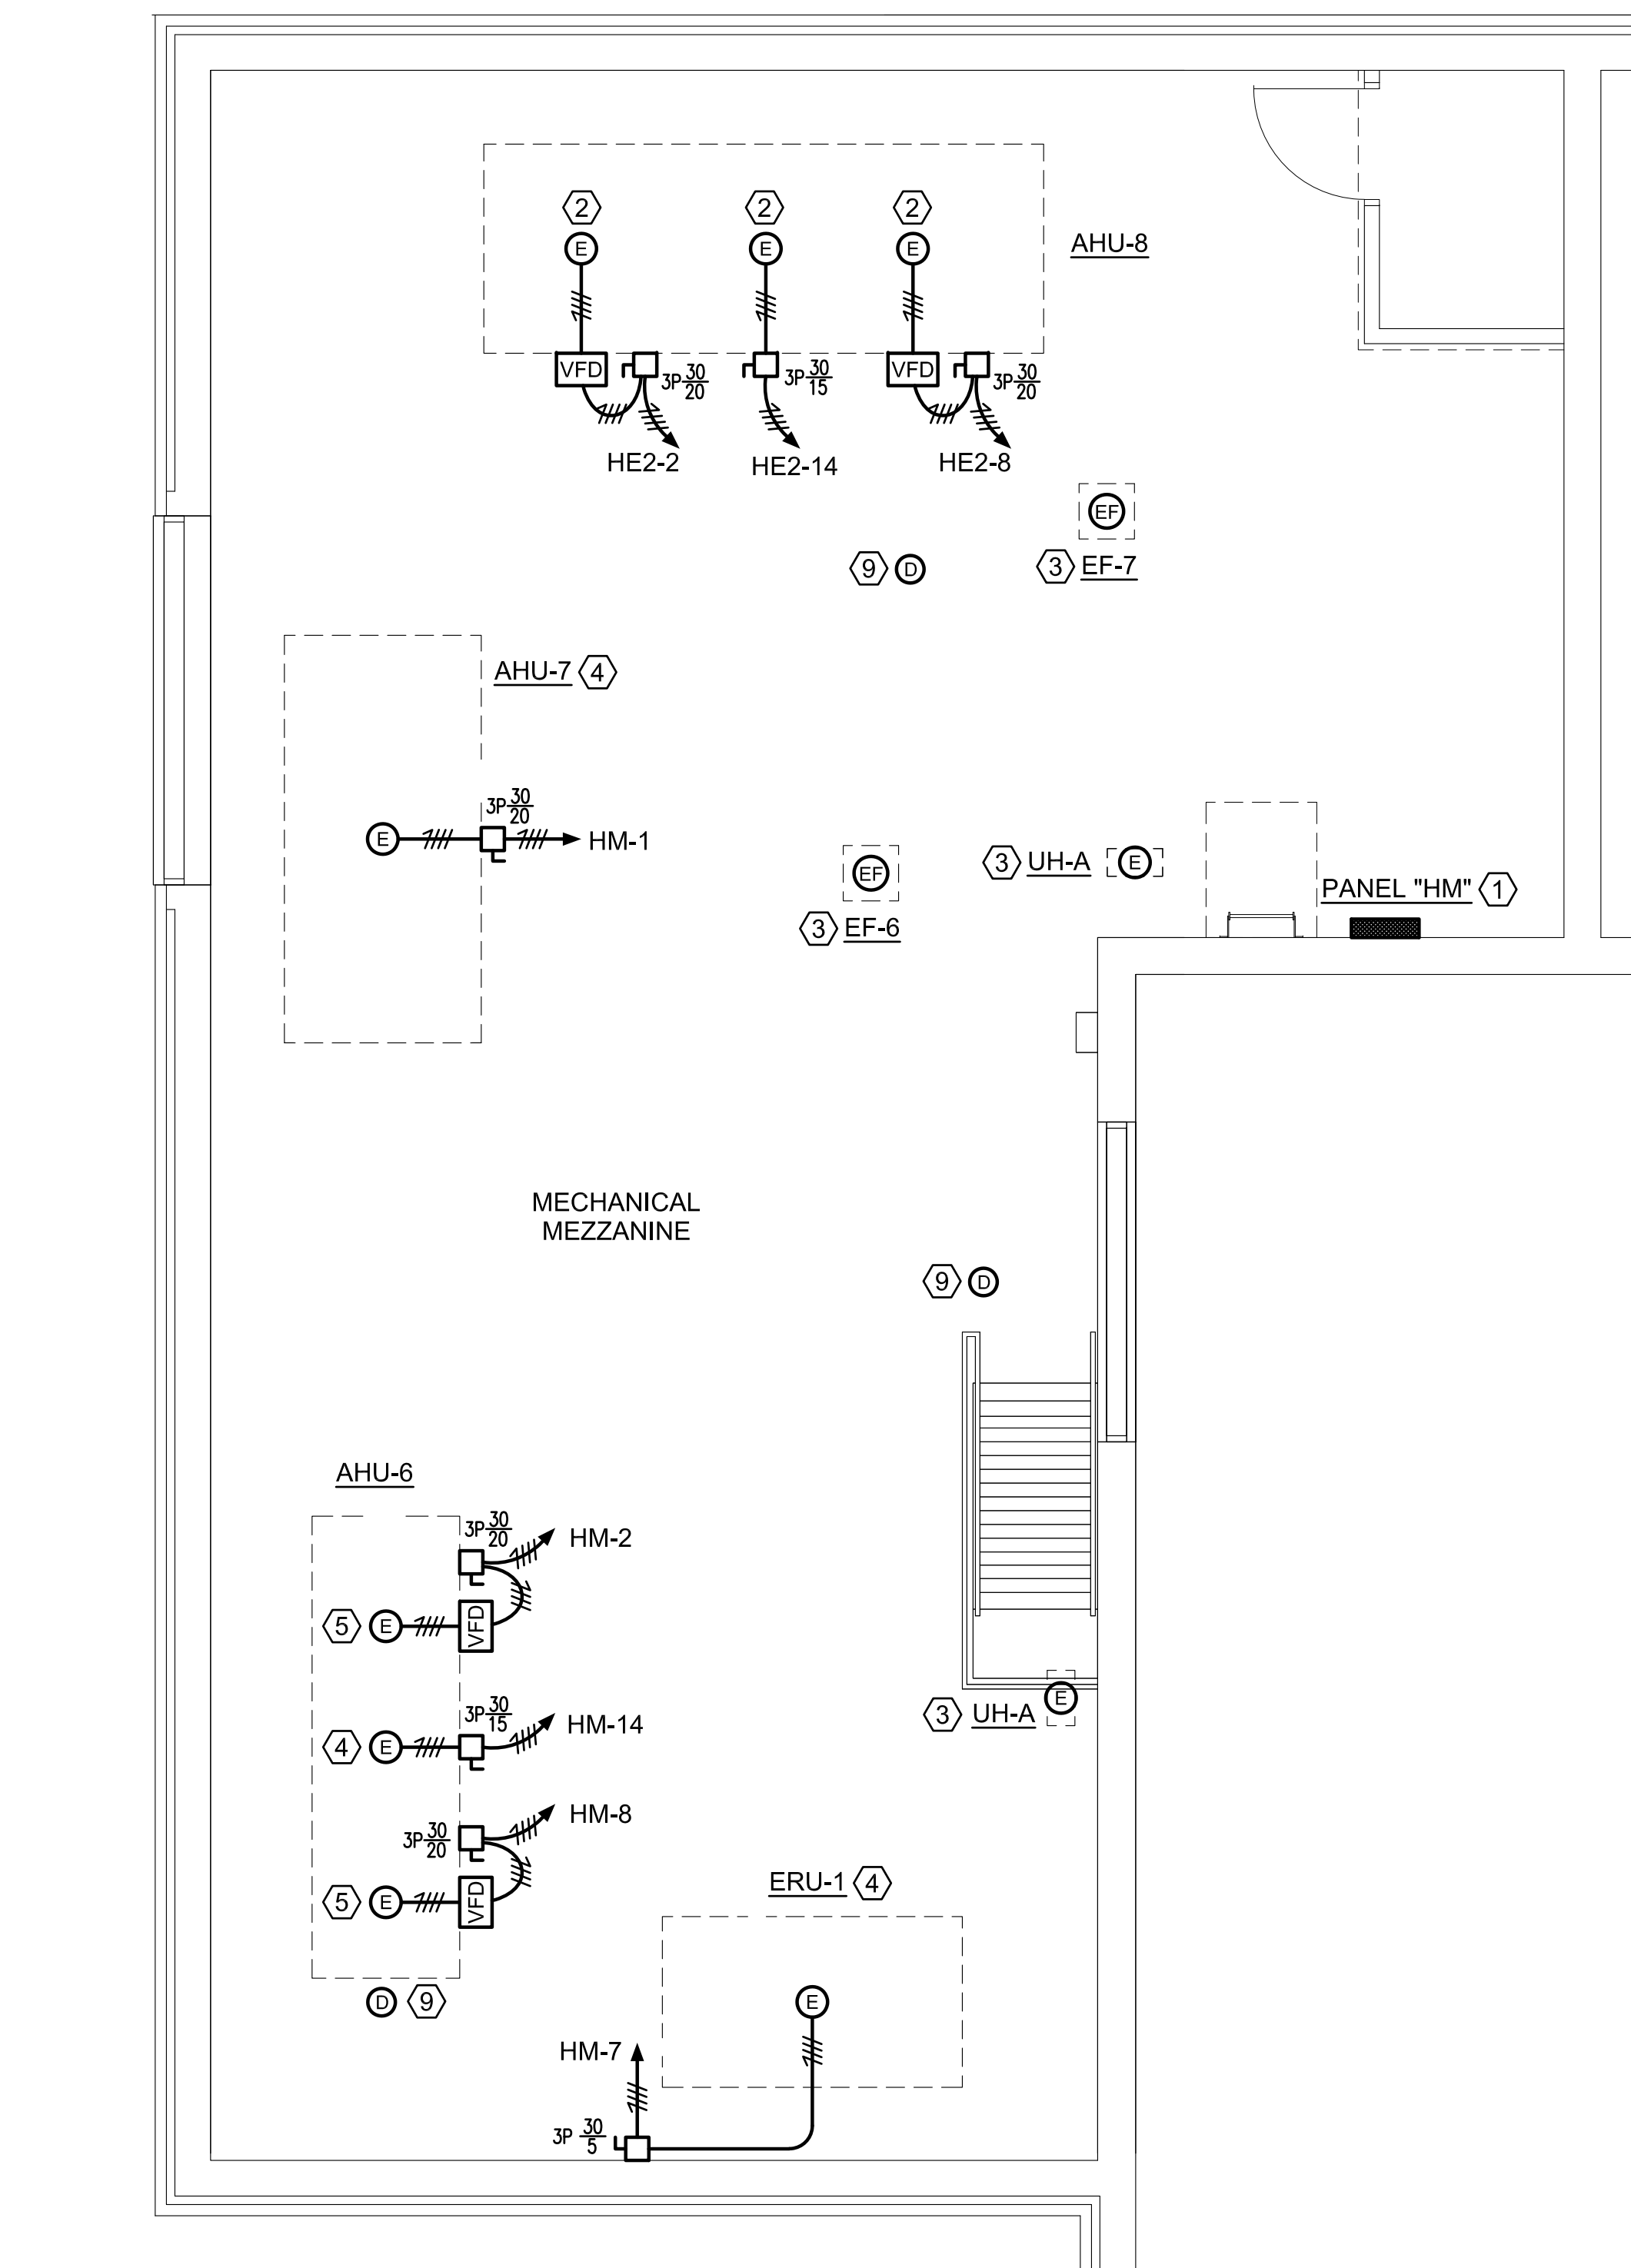 2
2
2
E
E
E
AHU-8
VFD
3P 30/20
3P 30/15
VFD
3P 30/20
HE2-2
HE2-14
HE2-8
EF
9
D
3
EF-7
AHU-7
4
3P 30/20
E
HM-1
EF
3
EF-6
3
UH-A
E
PANEL "HM"
1
MECHANICAL
MEZZANINE
9
D
AHU-6
3P 30/20
HM-2
5
E
VFD
3P 30/15
HM-14
4
E
3
UH-A
E
3P 30/20
HM-8
5
E
VFD
ERU-1
4
D
9
E
HM-7
3P 30/5